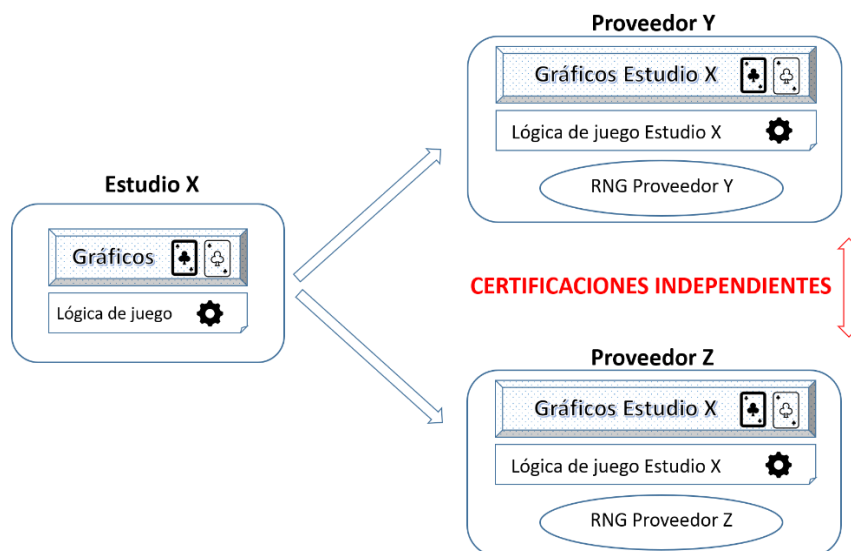 Estudio X
Gráficos
Lógica de juego
Proveedor Y
Gráficos Estudio X
Lógica de juego Estudio X
RNG Proveedor Y
CERTIFICACIONES INDEPENDIENTES
Proveedor Z
Gráficos Estudio X
Lógica de juego Estudio X
RNG Proveedor Z